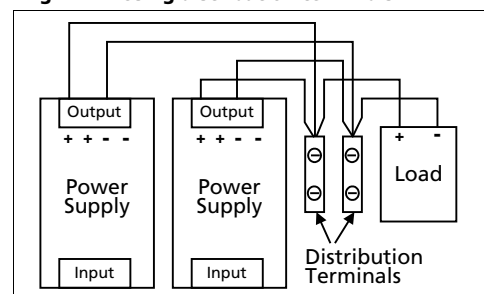 Output
+ + - -
Power
Supply
Input
Output
+ + - -
Power
Supply
Input
+ -
Load
Distribution
Terminals